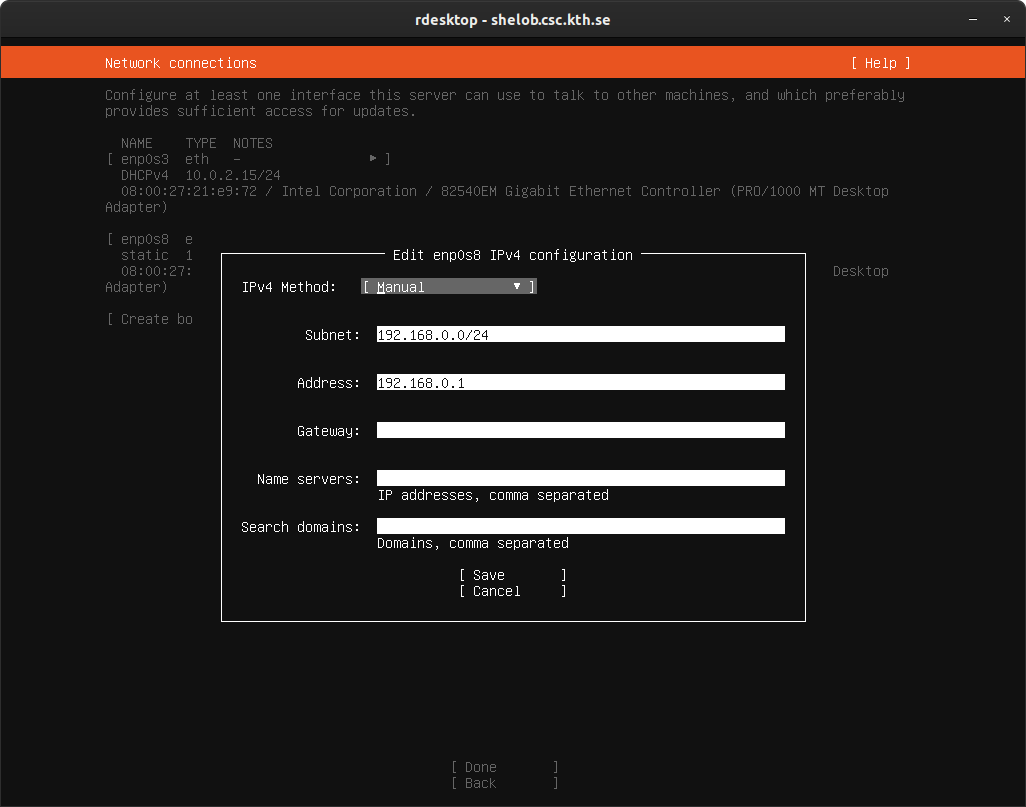 rdesktop - shelob.csc.kth.se
Network connections [ Help ]
Configure at least one interface this server can use to talk to other machines, and which preferably
provides sufficient access for updates.
NAME TYPE NOTES
[ enp0s3 eth – ▸ ]
DHCPv4 10.0.2.15/24
08:00:27:21:e9:72 / Intel Corporation / 82540EM Gigabit Ethernet Controller (PRO/1000 MT Desktop
Adapter)
[ enp0s8 e
static 1
08:00:27: Desktop
Adapter)
[ Create bo
Edit enp0s8 IPv4 configuration
IPv4 Method: [ Manual ▾ ]
Subnet: 192.168.0.0/24
Address: 192.168.0.1
Gateway:
Name servers:
IP addresses, comma separated
Search domains:
Domains, comma separated
[ Save ]
[ Cancel ]
[ Done ]
[ Back ]